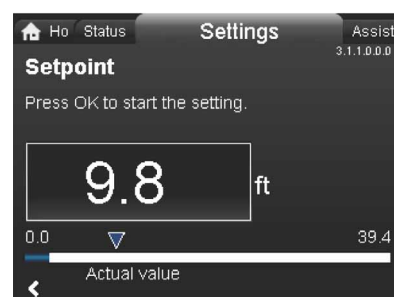 Ho Status Settings Assist
3.1.1.0.0.0
Setpoint
Press OK to start the setting.
9.8 ft
0.0 39.4
Actual value